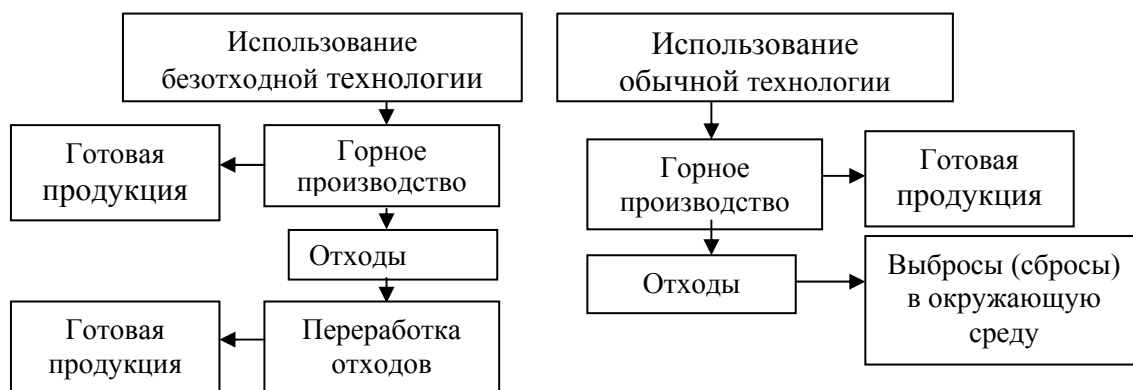 Использование
безотходной технологии
Готовая
продукция
Горное
производство
Отходы
Готовая
продукция
Переработка
отходов
Использование
обычной технологии
Горное
производство
Готовая
продукция
Отходы
Выбросы (сбросы)
в окружающую
среду